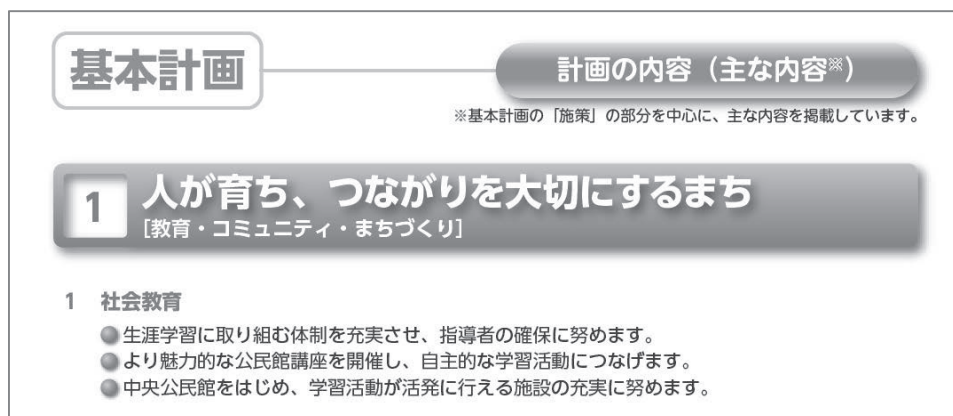 基本計画
計画の内容（主な内容※）
※基本計画の「施策」の部分を中心に、主な内容を掲載しています。
1
人が育ち、つながりを大切にするまち
［教育・コミュニティ・まちづくり］
1 社会教育
●生涯学習に取り組む体制を充実させ、指導者の確保に努めます。
●より魅力的な公民館講座を開催し、自主的な学習活動につなげます。
●中央公民館をはじめ、学習活動が活発に行える施設の充実に努めます。